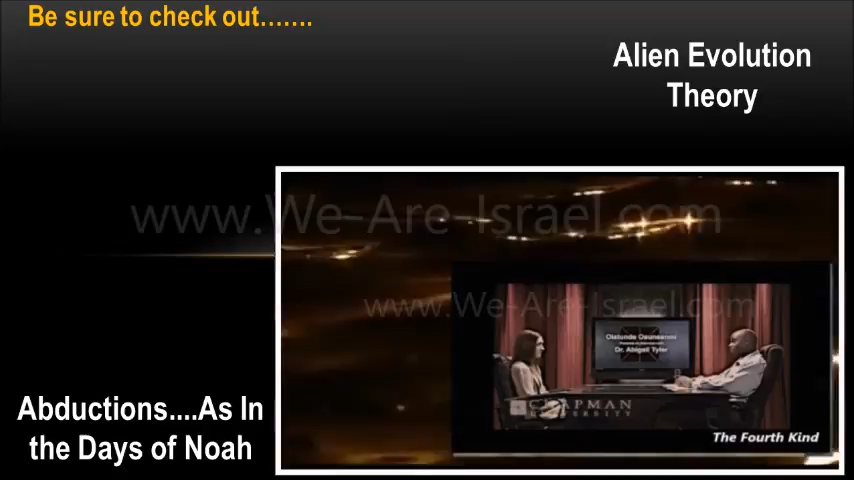 Be sure to check out.......
Alien Evolution
Theory
www.We-Are-Israel.com
www.We-Are-Israel.com
Olatunde Osunsanmi
Dr. Abigail Tyler
CHAPMAN
UNIVERSITY
Abductions....As In
the Days of Noah
The Fourth Kind